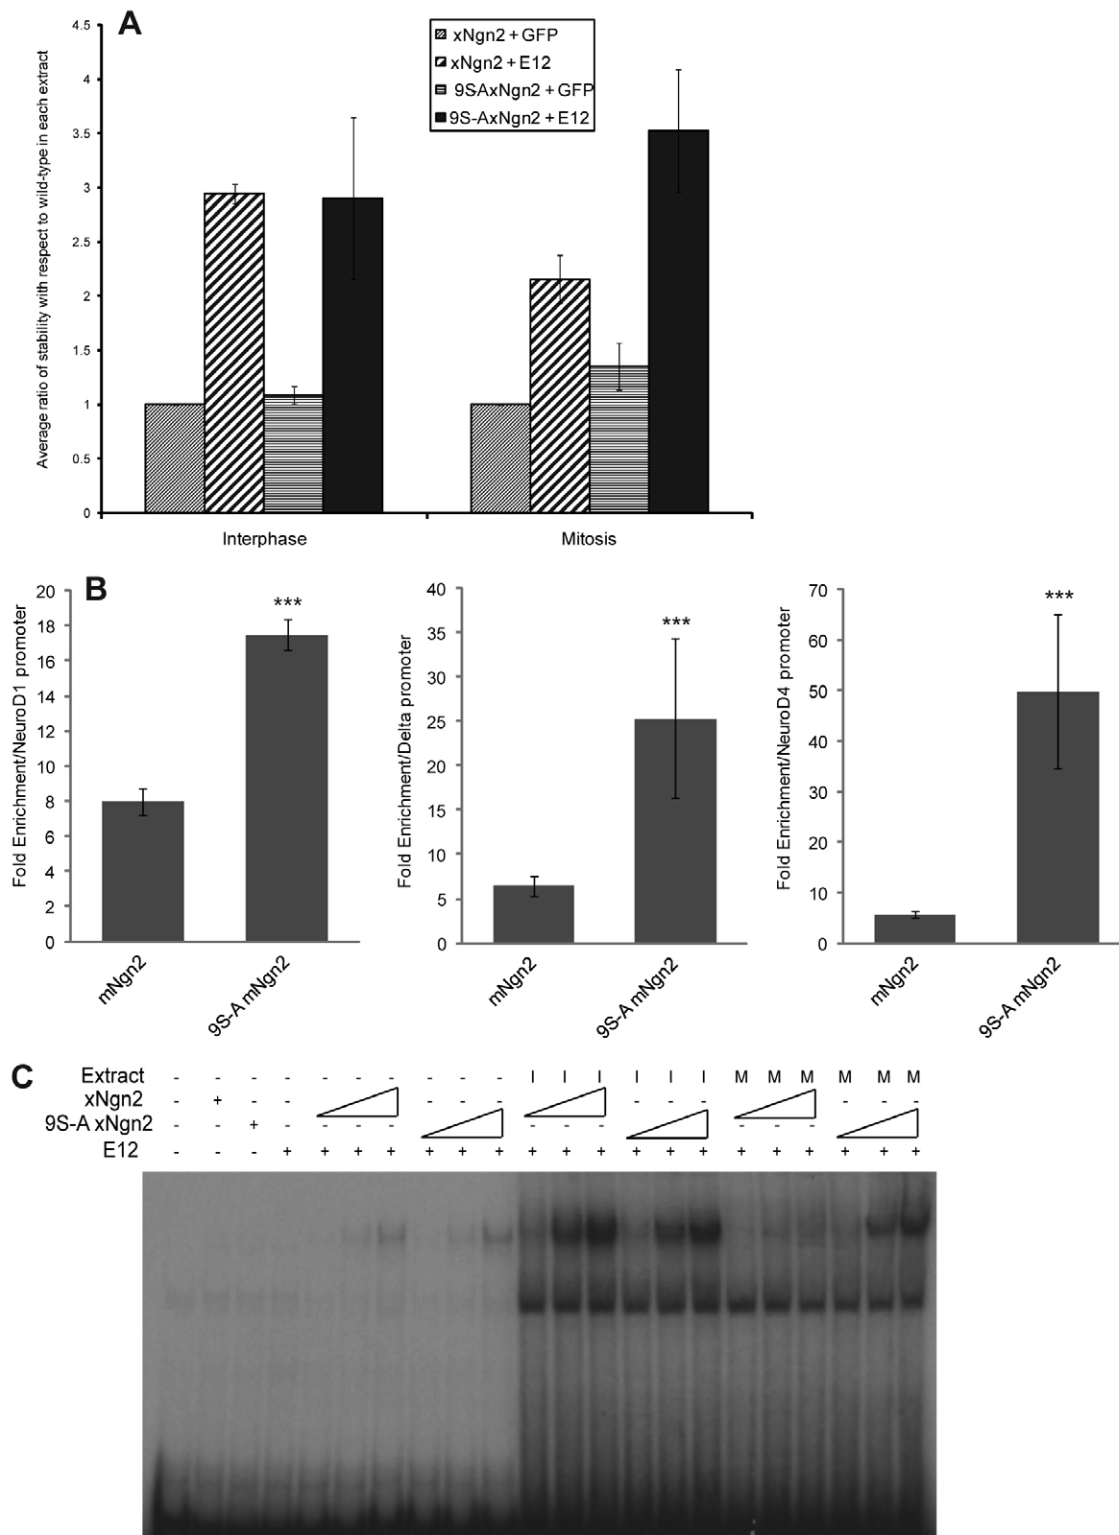 A
xNgn2 + GFP
xNgn2 + E12
9SAxNgn2 + GFP
9S-AxNgn2 + E12
Average ratio of stability with respect to wild-type in each extract
4.5
4
3.5
3
2.5
2
1.5
1
0.5
0
Interphase
Mitosis
B
Fold Enrichment/NeuroD1 promoter
20
18
16
14
12
10
8
6
4
2
0
***
mNgn2
9S-A mNgn2
Fold Enrichment/Delta promoter
40
35
30
25
20
15
10
5
0
***
mNgn2
9S-A mNgn2
Fold Enrichment/NeuroD4 promoter
70
60
50
40
30
20
10
0
***
mNgn2
9S-A mNgn2
C
Extract - - - - - - - - - - I I I I I I M M M M M M
xNgn2 - + - - - - - - - - - - - -
9S-A xNgn2 - - + - - - - - - - - - -
E12 - - - + + + + + + + + + + + + + + + + + + +